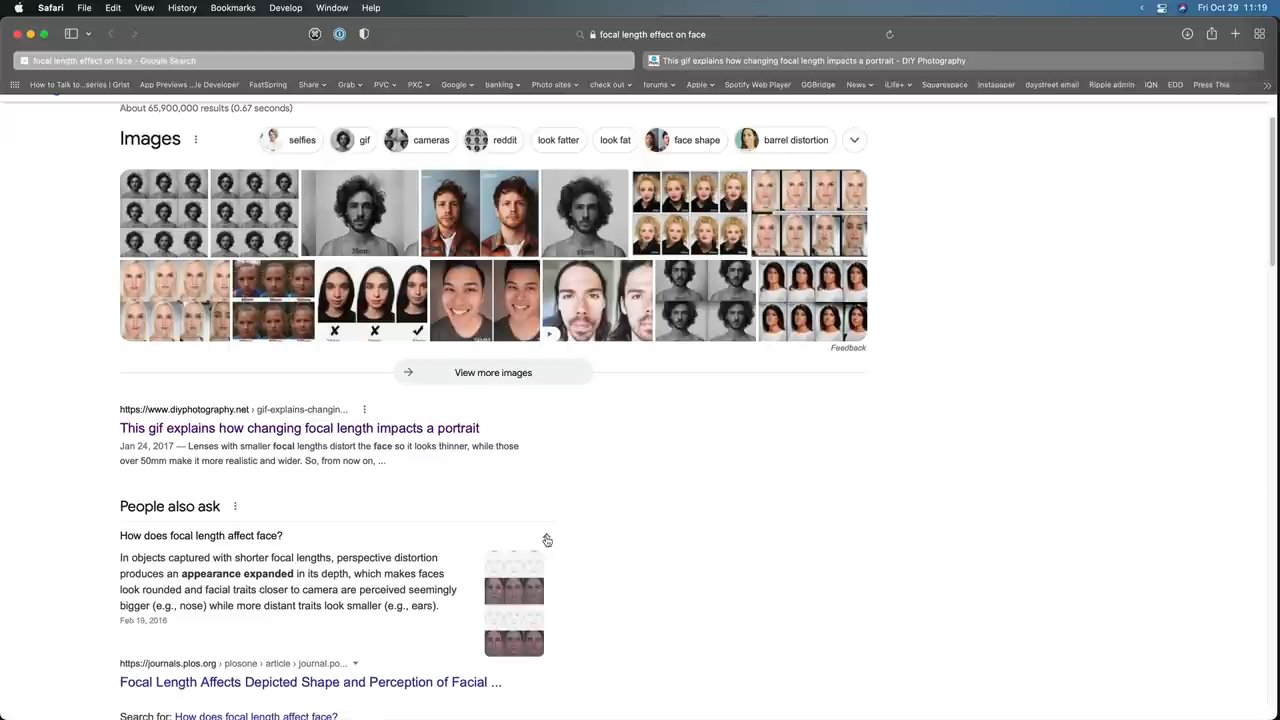 Safari File Edit View History Bookmarks Develop Window Help Fri Oct 29 11:19
focal length effect on face
focal length effect on face - Google Search
This gif explains how changing focal length impacts a portrait - DIY Photography
How to Talk to...series | Grist App Previews ...le Developer FastSpring Share Grab PVC PXC Google banking Photo sites check out forums Apple Spotify Web Player GGBridge News iLife+ Squarespace Instapaper daystreet email Ripple admin IQN EDD Press This
About 65,900,000 results (0.67 seconds)
Images
selfies gif cameras reddit look fatter look fat face shape barrel distortion
35mm
85mm
Feedback
View more images
https://www.diyphotography.net › gif-explains-changin...
This gif explains how changing focal length impacts a portrait
Jan 24, 2017 — Lenses with smaller focal lengths distort the face so it looks thinner, while those
over 50mm make it more realistic and wider. So, from now on, ...
People also ask
How does focal length affect face?
In objects captured with shorter focal lengths, perspective distortion
produces an appearance expanded in its depth, which makes faces
look rounded and facial traits closer to camera are perceived seemingly
bigger (e.g., nose) while more distant traits look smaller (e.g., ears).
Feb 19, 2016
https://journals.plos.org › plosone › article › journal.po...
Focal Length Affects Depicted Shape and Perception of Facial ...
Search for: How does focal length affect face?